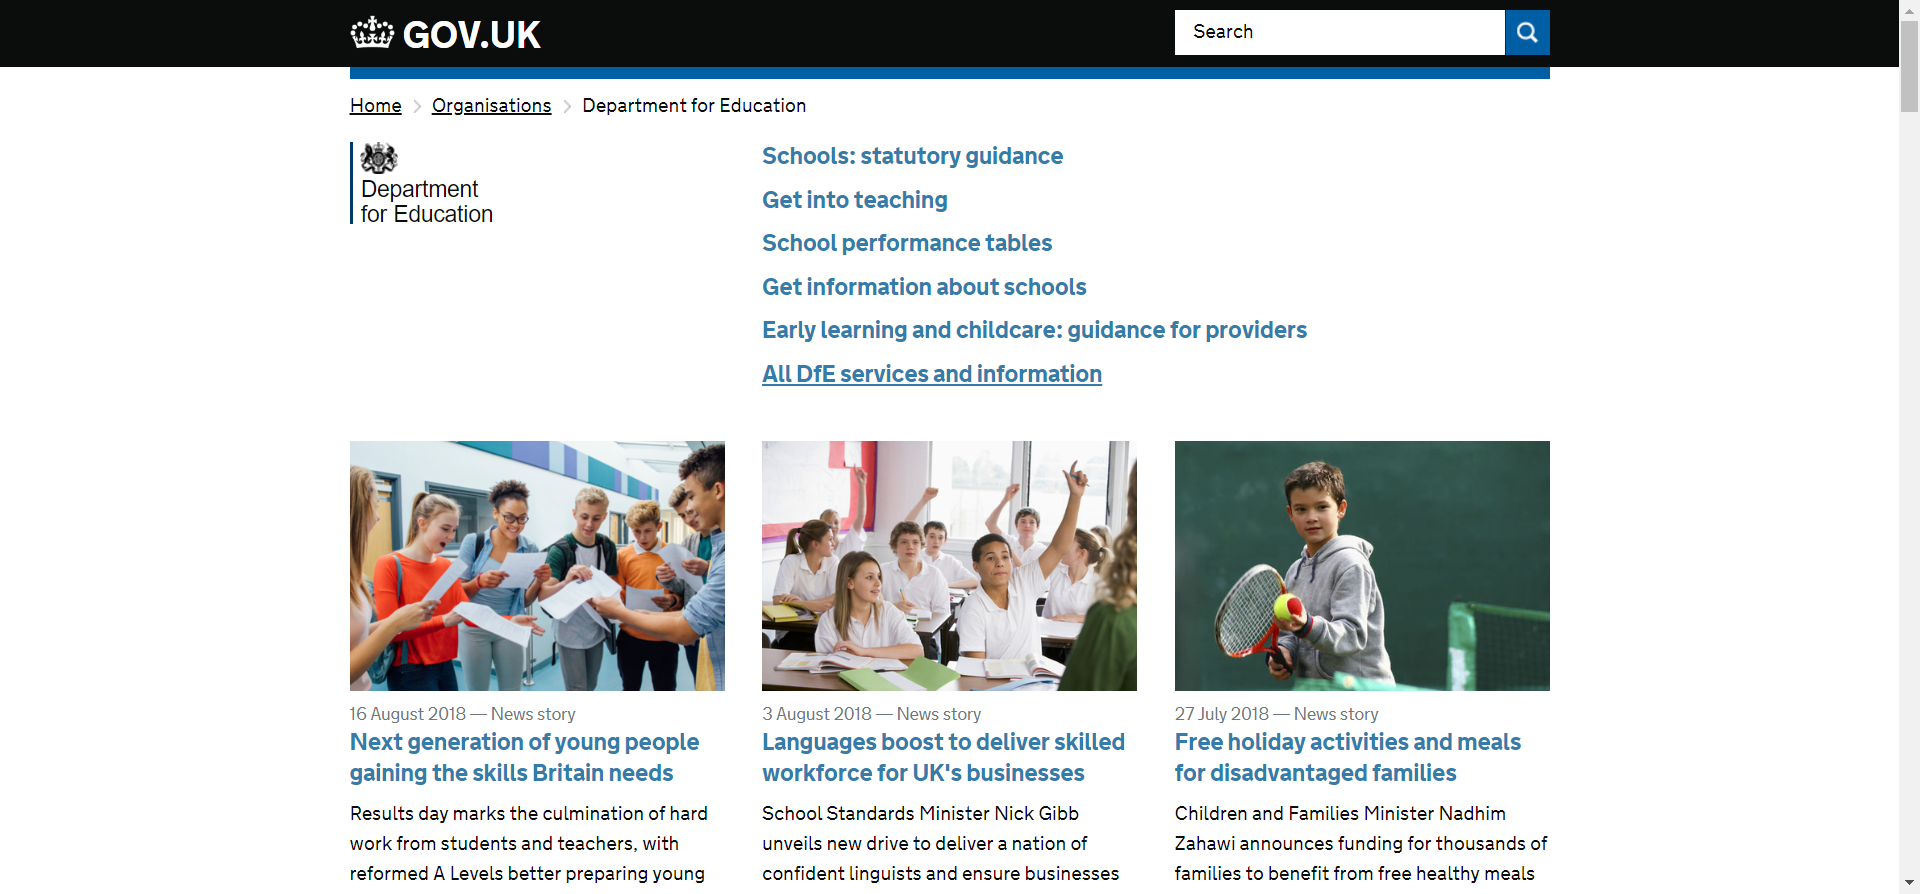 GOV.UK
Search
Home
Organisations
Department for Education
Department
for Education
Schools: statutory guidance
Get into teaching
School performance tables
Get information about schools
Early learning and childcare: guidance for providers
All DfE services and information
16 August 2018 — News story
Next generation of young people
gaining the skills Britain needs
Results day marks the culmination of hard
work from students and teachers, with
reformed A Levels better preparing young
3 August 2018 — News story
Languages boost to deliver skilled
workforce for UK's businesses
School Standards Minister Nick Gibb
unveils new drive to deliver a nation of
confident linguists and ensure businesses
27 July 2018 — News story
Free holiday activities and meals
for disadvantaged families
Children and Families Minister Nadhim
Zahawi announces funding for thousands of
families to benefit from free healthy meals